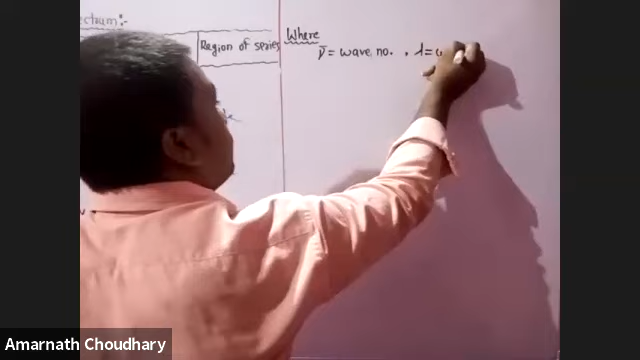 ectrum:-
Region of series
Where
ν̅ = wave no. , λ =
Amarnath Choudhary